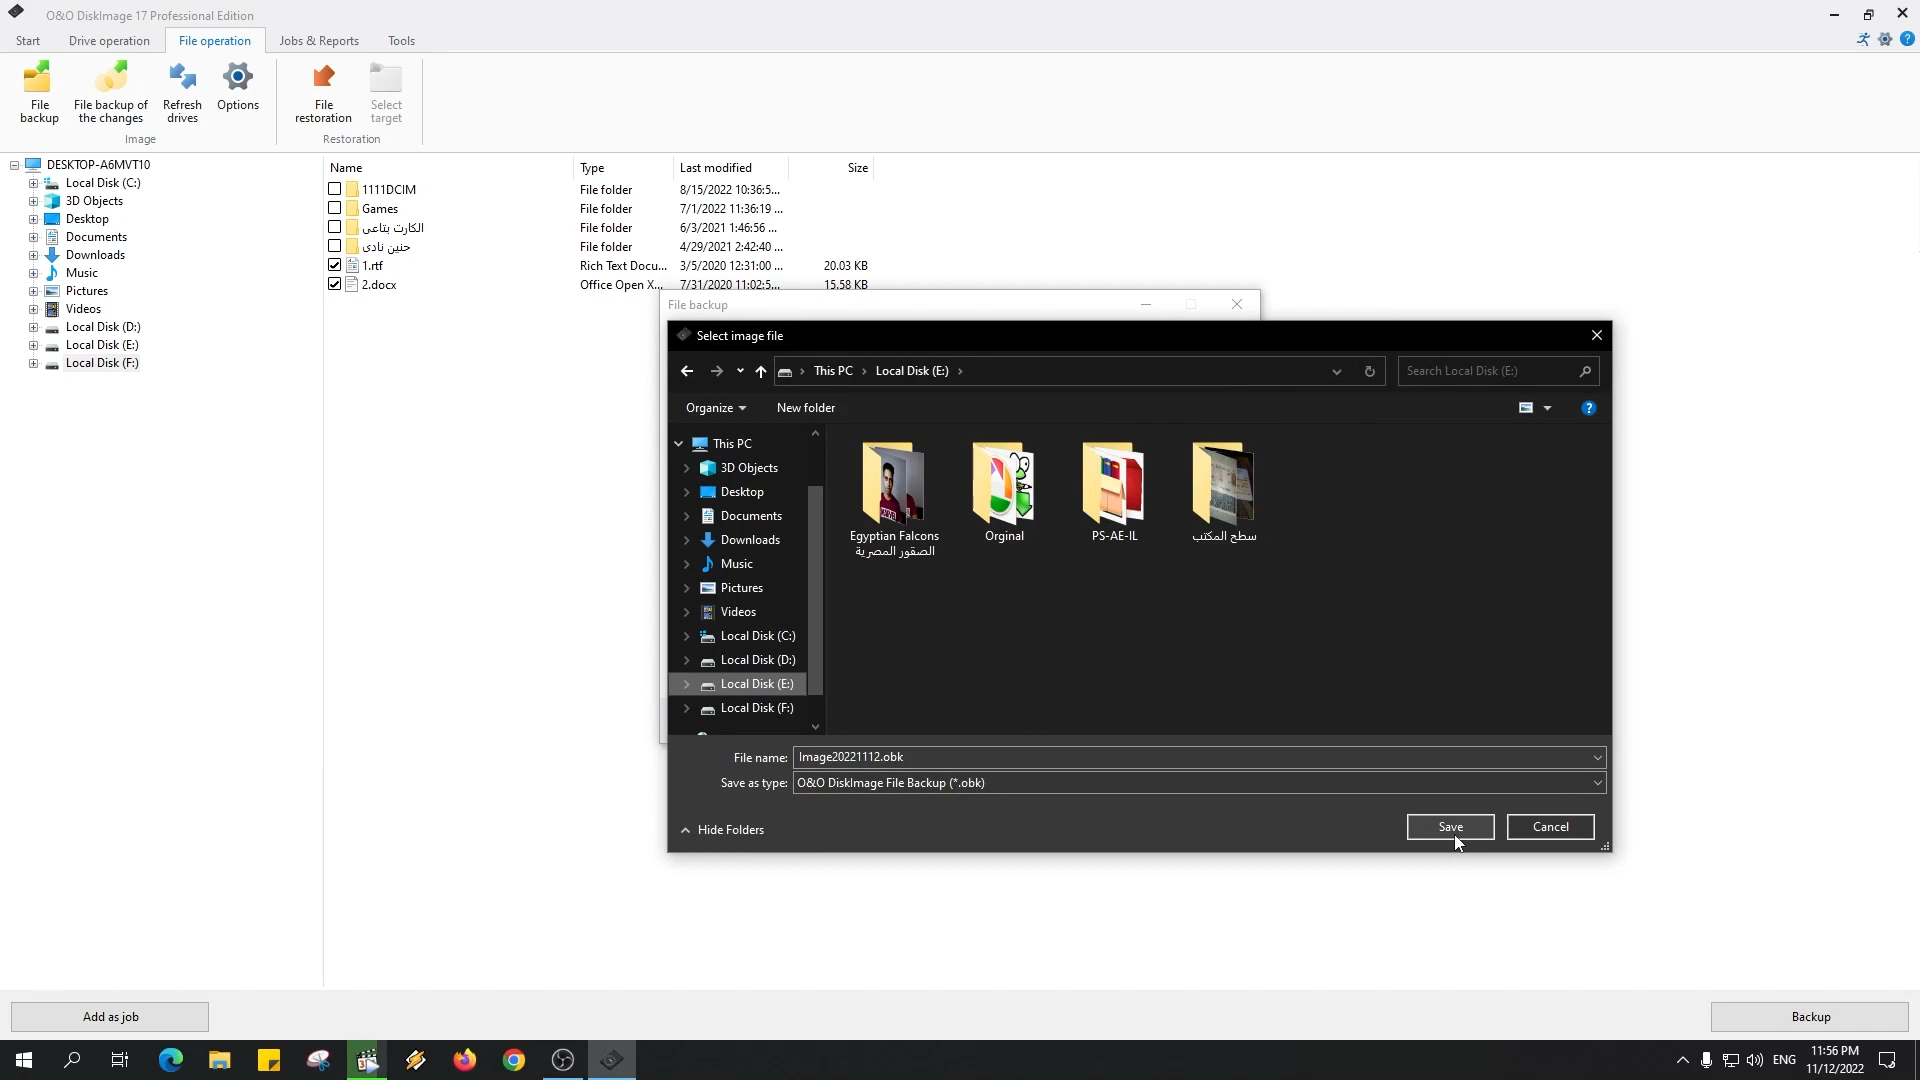 O&O DiskImage 17 Professional Edition
Start Drive operation File operation Jobs & Reports Tools
File backup
File backup of the changes
Refresh drives
Options
File restoration
Select target
Image Restoration
DESKTOP-A6MVT10
Local Disk (C:)
3D Objects
Desktop
Documents
Downloads
Music
Pictures
Videos
Local Disk (D:)
Local Disk (E:)
Local Disk (F:)
Name Type Last modified Size
1111DCIM File folder 8/15/2022 10:36:5...
Games File folder 7/1/2022 11:36:19 ...
الكارت بتاعى File folder 6/3/2021 1:46:56 ...
حنين نادى File folder 4/29/2021 2:42:40 ...
1.rtf Rich Text Docu... 3/5/2020 12:31:00 ... 20.03 KB
2.docx Office Open X... 7/31/2020 11:02:5... 15.58 KB
File backup
Select image file
This PC Local Disk (E:) Search Local Disk (E:)
Organize New folder
This PC
3D Objects
Desktop
Documents
Downloads
Music
Pictures
Videos
Local Disk (C:)
Local Disk (D:)
Local Disk (E:)
Local Disk (F:)
Egyptian Falcons
الصقور المصرية
Orginal
PS-AE-IL
سطح المكتب
File name: Image20221112.obk
Save as type: O&O DiskImage File Backup (*.obk)
Hide Folders Save Cancel
Add as job Backup
ENG 11:56 PM
11/12/2022